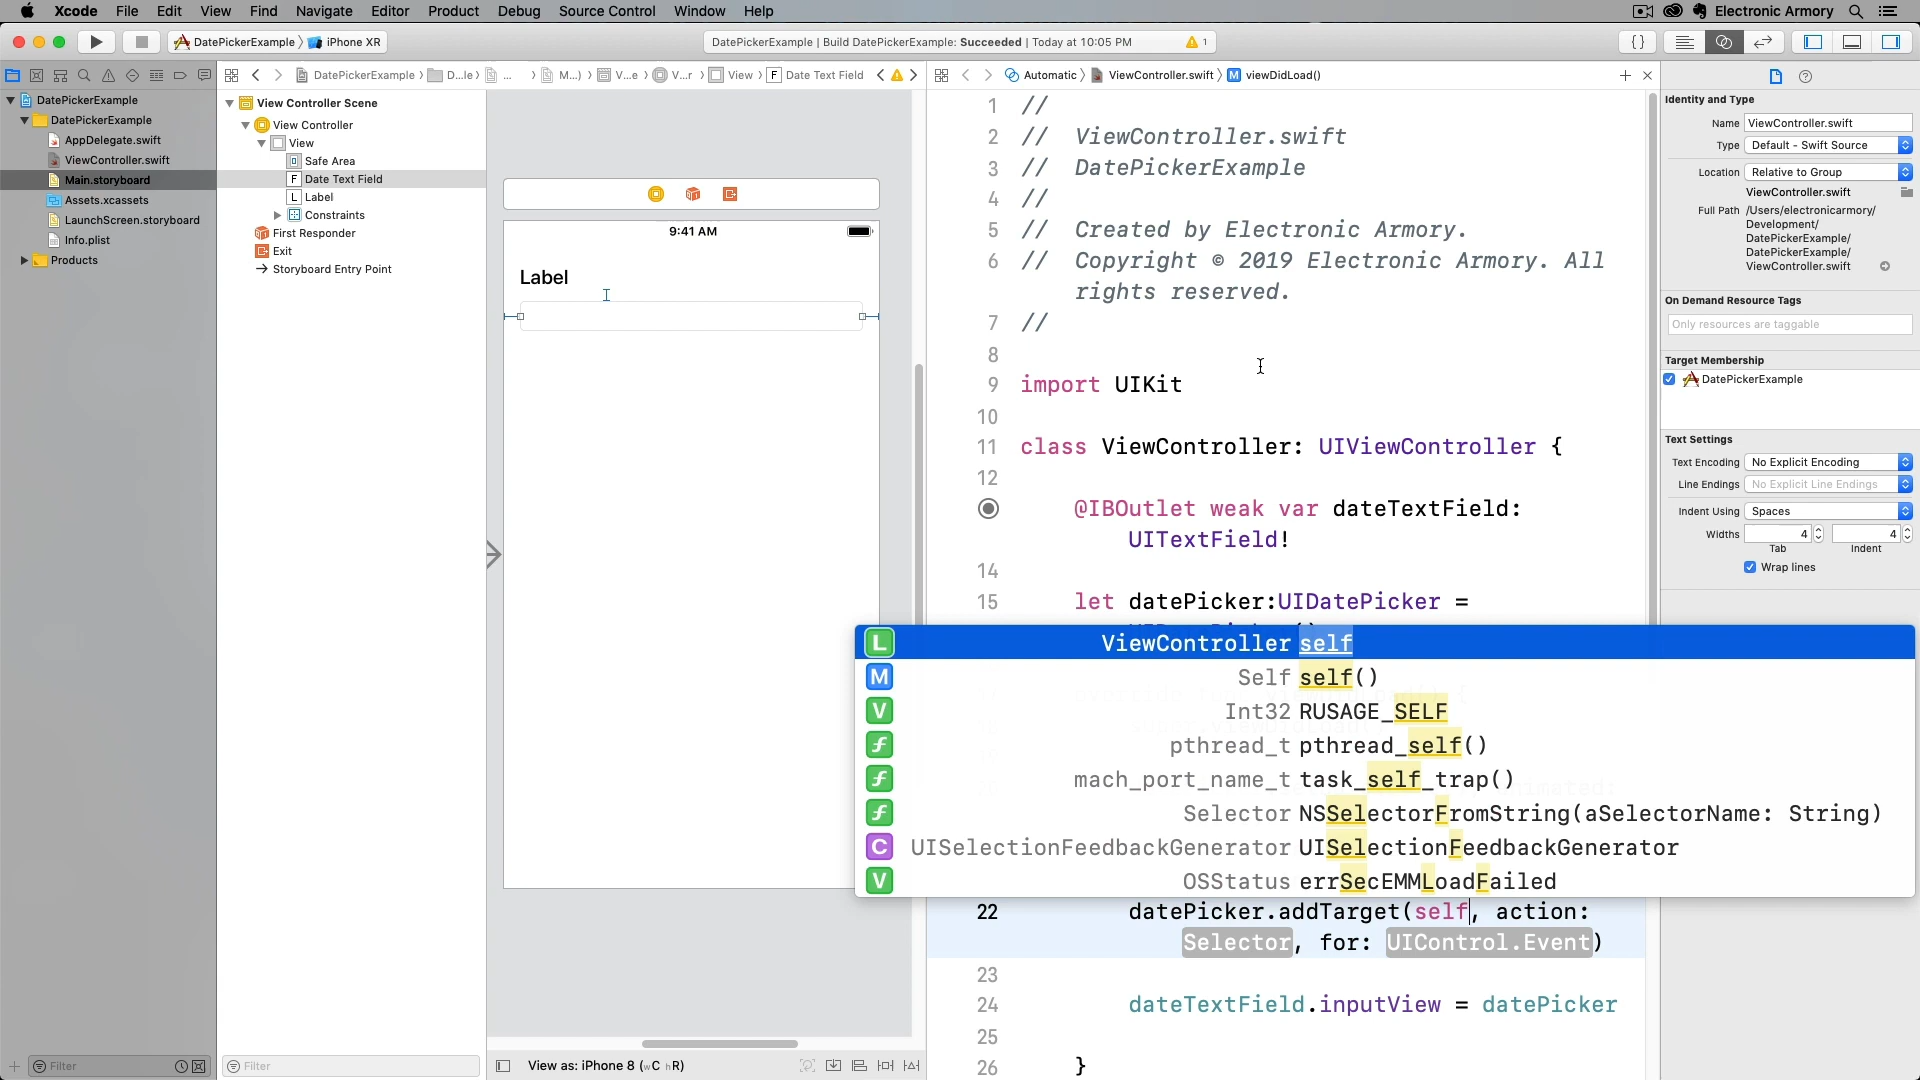 Xcode File Edit View Find Navigate Editor Product Debug Source Control Window Help
Electronic Armory
DatePickerExample iPhone XR
DatePickerExample | Build DatePickerExample: Succeeded | Today at 10:05 PM 1
DatePickerExample D...le ... M...) V...e V...r View F Date Text Field
Automatic ViewController.swift M viewDidLoad()
DatePickerExample
DatePickerExample
AppDelegate.swift
ViewController.swift
Main.storyboard
Assets.xcassets
LaunchScreen.storyboard
Info.plist
Products
Filter
View Controller Scene
View Controller
View
Safe Area
F Date Text Field
L Label
Constraints
First Responder
Exit
Storyboard Entry Point
Filter
9:41 AM
Label
View as: iPhone 8 (wC hR)
1 //
2 //  ViewController.swift
3 //  DatePickerExample
4 //
5 //  Created by Electronic Armory.
6 //  Copyright © 2019 Electronic Armory. All
rights reserved.
7 //
8
9 import UIKit
10
11 class ViewController: UIViewController {
12
@IBOutlet weak var dateTextField:
UITextField!
14
15 let datePicker:UIDatePicker =
L ViewController self
M Self self()
V Int32 RUSAGE_SELF
f pthread_t pthread_self()
f mach_port_name_t task_self_trap()
f Selector NSSelectorFromString(aSelectorName: String)
C UISelectionFeedbackGenerator UISelectionFeedbackGenerator
V OSStatus errSecEMMLoadFailed
22 datePicker.addTarget(self, action:
Selector, for: UIControl.Event)
23
24 dateTextField.inputView = datePicker
25
26 }
Identity and Type
Name ViewController.swift
Type Default - Swift Source
Location Relative to Group
ViewController.swift
Full Path /Users/electronicarmory/
Development/
DatePickerExample/
DatePickerExample/
ViewController.swift
On Demand Resource Tags
Only resources are taggable
Target Membership
DatePickerExample
Text Settings
Text Encoding No Explicit Encoding
Line Endings No Explicit Line Endings
Indent Using Spaces
Widths 4 4
Tab Indent
Wrap lines